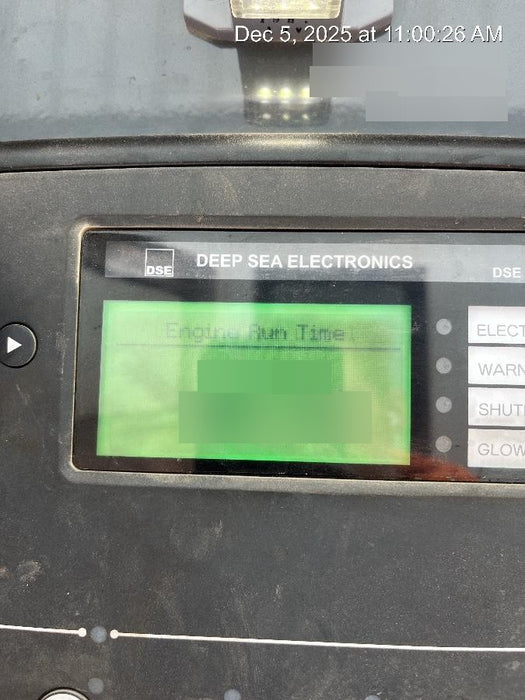 Dec 5, 2025 at 11:00:26 AM
DSE DEEP SEA ELECTRONICS
DSE
Engine Run Time
ELECT
WARN
SHUT
GLOW